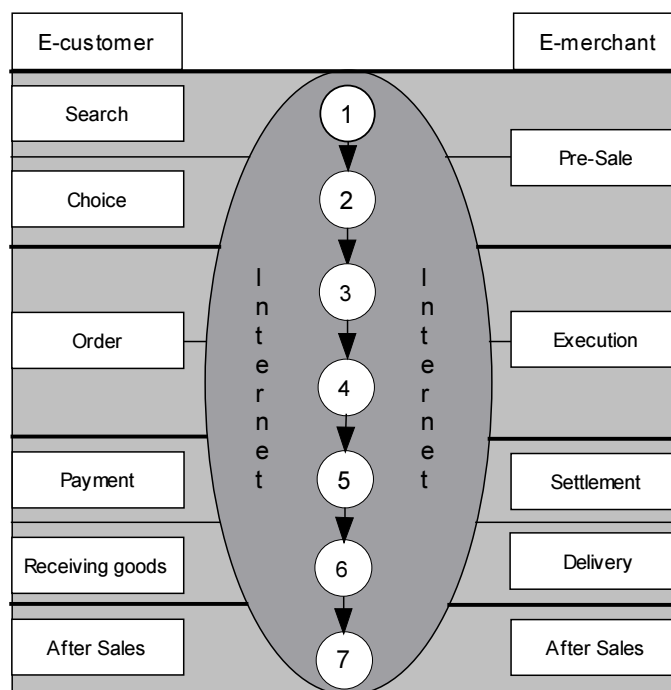 E-customer
E-merchant
Search
1
Pre-Sale
Choice
2
3
Internet
Internet
Order
Execution
4
Payment
5
Settlement
Receiving goods
6
Delivery
After Sales
7
After Sales